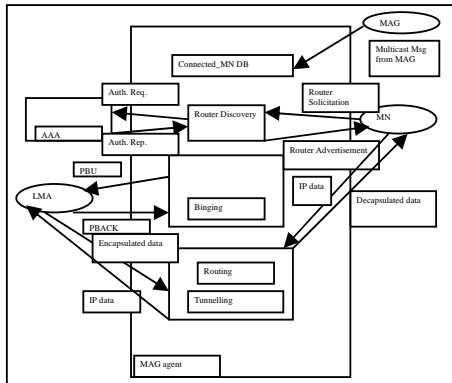 MAG
Connected_MN DB
Multicast Msg
from MAG
Auth. Req.
Router
Solicitation
Router Discovery
MN
AAA
Auth. Rep.
Router Advertisement
PBU
IP data
LMA
Decapsulated data
Binging
PBACK
Encapsulated data
Routing
IP data
Tunnelling
MAG agent